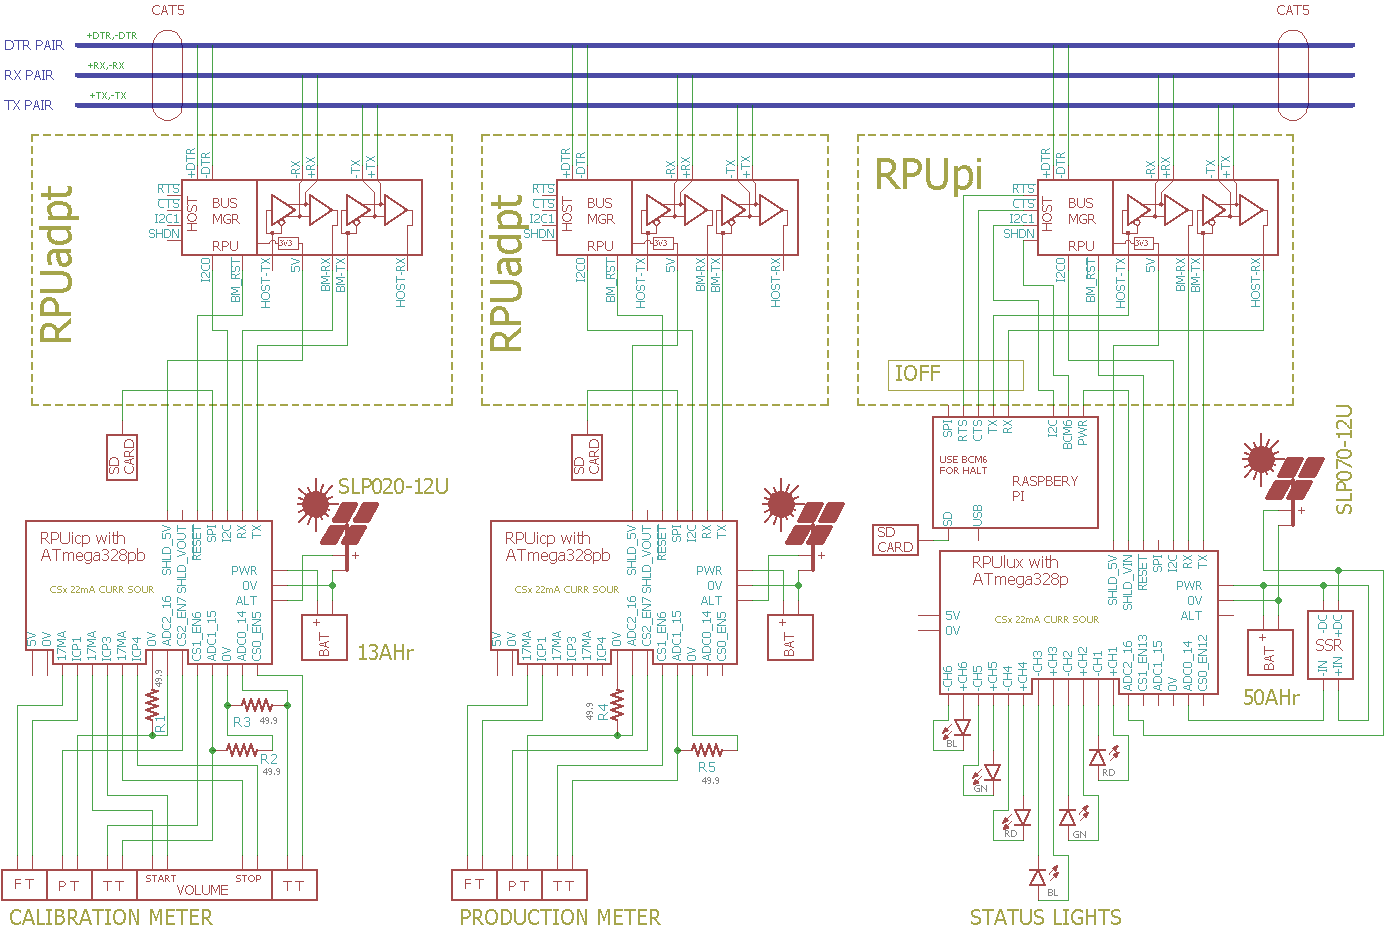 CAT5
CAT5
+DTR,-DTR
DTR PAIR
+RX,-RX
RX PAIR
+TX,-TX
TX PAIR
RPUadpt
+DTR
-DTR
-RX
+RX
-TX
+TX
RTS
CTS
I2C1
SHDN
HOST
BUS
MGR
RPU
3V3
I2C0
BM_RST
HOST-TX
5V
BM-RX
BM-TX
HOST-RX
RPUadpt
+DTR
-DTR
-RX
+RX
-TX
+TX
RTS
CTS
I2C1
SHDN
HOST
BUS
MGR
RPU
3V3
I2C0
BM_RST
HOST-TX
5V
BM-RX
BM-TX
HOST-RX
RPUpi
+DTR
-DTR
-RX
+RX
-TX
+TX
RTS
CTS
I2C1
SHDN
HOST
BUS
MGR
RPU
3V3
I2C0
BM_RST
HOST-TX
5V
BM-RX
BM-TX
HOST-RX
IOFF
SD
CARD
SD
CARD
SPI
RTS
CTS
TX
RX
I2C
BCM6
PWR
USE BCM6
FOR HALT
RASPBERY
PI
SD
USB
SD
CARD
SLP020-12U
+
RPUicp with
ATmega328pb
SHLD_5V
SHLD_VOUT
RESET
SPI
I2C
RX
TX
PWR
0V
ALT
CSx 22mA CURR SOUR
5V
0V
17MA
ICP1
17MA
ICP3
17MA
ICP4
0V
ADC2_16
CS2_EN7
CS1_EN6
ADC1_15
0V
ADC0_14
CS0_EN5
+
BAT
13AHr
RPUicp with
ATmega328pb
SHLD_5V
SHLD_VOUT
RESET
SPI
I2C
RX
TX
PWR
0V
ALT
CSx 22mA CURR SOUR
5V
0V
17MA
ICP1
17MA
ICP3
17MA
ICP4
0V
ADC2_16
CS2_EN7
CS1_EN6
ADC1_15
0V
ADC0_14
CS0_EN5
+
+
BAT
SLP070-12U
+
RPUlux with
ATmega328p
SHLD_5V
SHLD_VIN
RESET
SPI
I2C
RX
TX
PWR
0V
ALT
CSx 22mA CURR SOUR
5V
0V
-CH6
+CH6
-CH5
+CH5
-CH4
+CH4
-CH3
+CH3
-CH2
+CH2
-CH1
+CH1
ADC2_16
CS1_EN13
ADC1_15
0V
ADC0_14
CS0_EN12
+
BAT
50AHr
-DC
+DC
SSR
-IN
+IN
R1
49.9
R3
49.9
R2
49.9
R4
49.9
R5
49.9
BL
GN
RD
RD
GN
BL
FT
PT
TT
START
VOLUME
STOP
TT
CALIBRATION METER
FT
PT
TT
PRODUCTION METER
STATUS LIGHTS